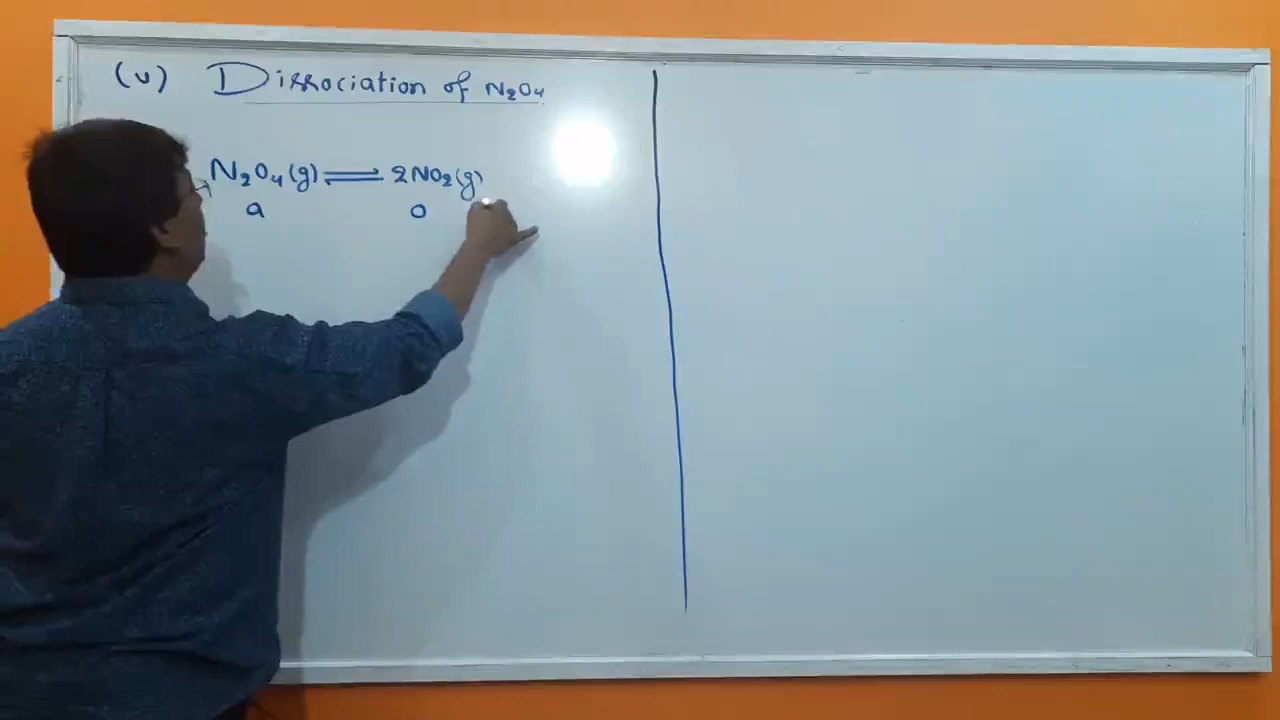 (v) Dissociation of N₂O₄
N₂O₄(g) ⇌ 2NO₂(g)
a 0